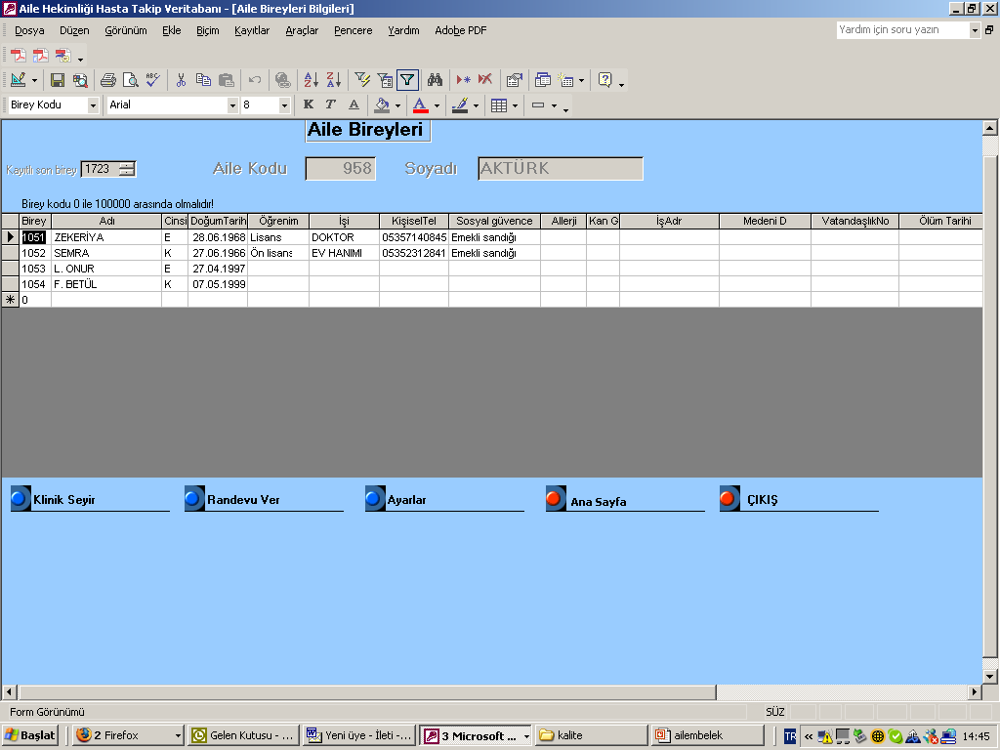 Aile Hekimliği Hasta Takip Veritabanı - [Aile Bireyleri Bilgileri]
Dosya Düzen Görünüm Ekle Biçim Kayıtlar Araçlar Pencere Yardım Adobe PDF Yardım için soru yazın
Birey Kodu Arial 8 K T A
Aile Bireyleri
Kayıtlı son birey 1723 Aile Kodu 958 Soyadı AKTÜRK
Birey kodu 0 ile 100000 arasında olmalıdır!
Birey Adı Cinsi DoğumTarih Öğrenim İşi KişiselTel Sosyal güvence Allerji Kan G İşAdr Medeni D VatandaşlıkNo Ölüm Tarihi
1051 ZEKERİYA E 28.06.1968 Lisans DOKTOR 05357140845 Emekli sandığı
1052 SEMRA K 27.06.1966 Ön lisans EV HANIMI 05352312841 Emekli sandığı
1053 L. ONUR E 27.04.1997
1054 F. BETÜL K 07.05.1999
0
Klinik Seyir Randevu Ver Ayarlar Ana Sayfa ÇIKIŞ
Form Görünümü SÜZ
Başlat 2 Firefox Gelen Kutusu - ... Yeni üye - İleti -... 3 Microsoft ... kalite ailembelek TR « 14:45